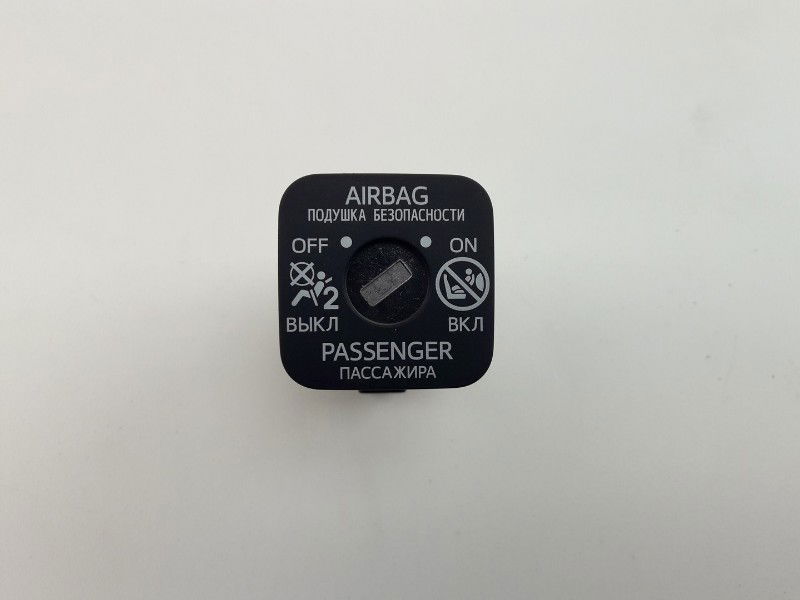 AIRBAG
ПОДУШКА БЕЗОПАСНОСТИ
OFF ON
2
ВЫКЛ ВКЛ
PASSENGER
ПАССАЖИРА